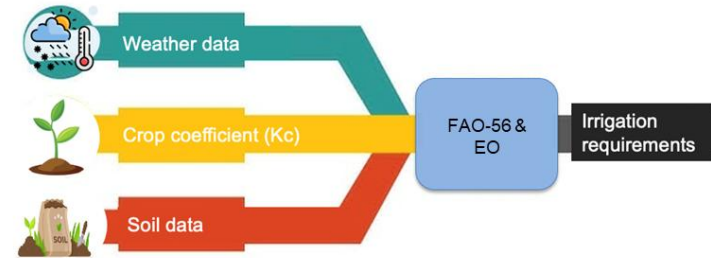 Weather data
Crop coefficient (Kc)
Soil data
SOIL
FAO-56 &
EO
Irrigation
requirements